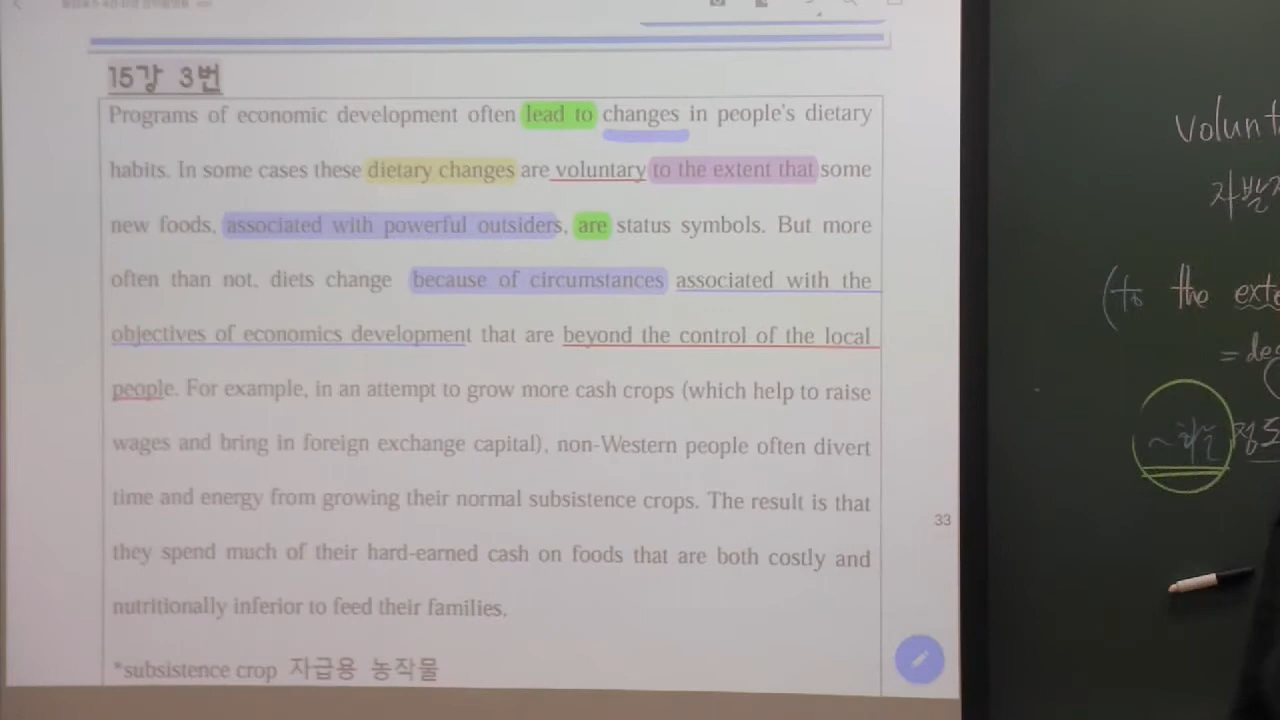 15강 3번
Programs of economic development often lead to changes in people's dietary
habits. In some cases these dietary changes are voluntary to the extent that some
new foods, associated with powerful outsiders, are status symbols. But more
often than not, diets change because of circumstances associated with the
objectives of economics development that are beyond the control of the local
people. For example, in an attempt to grow more cash crops (which help to raise
wages and bring in foreign exchange capital), non-Western people often divert
time and energy from growing their normal subsistence crops. The result is that
they spend much of their hard-earned cash on foods that are both costly and
nutritionally inferior to feed their families.
*subsistence crop 자급용 농작물
33
Volunt
자발
(to the exte
= deg
~하는 정도